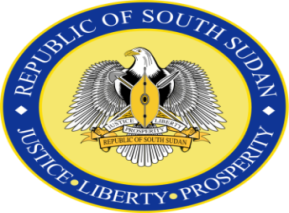 REPUBLIC OF SOUTH SUDAN
JUSTICE LIBERTY
PROSPERITY
REPUBLIC OF SOUTH SUDAN
JUSTICE • LIBERTY • PROSPERITY